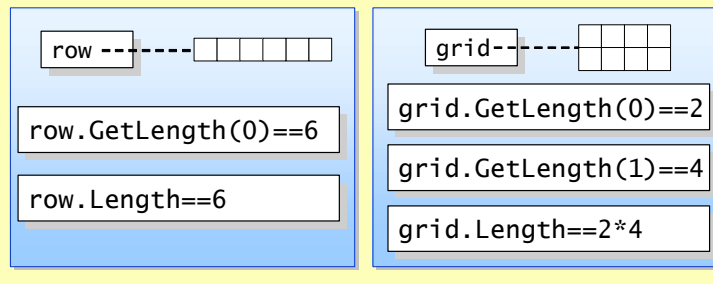 row
row.GetLength(0)==6
row.Length==6
grid
grid.GetLength(0)==2
grid.GetLength(1)==4
grid.Length==2*4